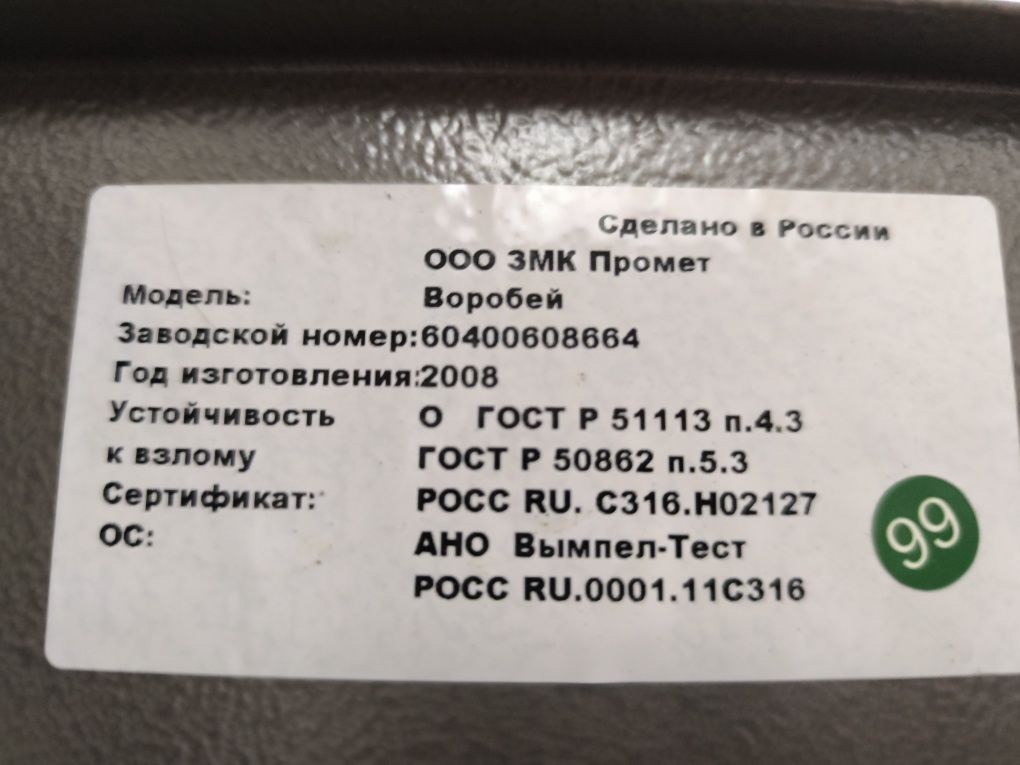 Сделано в России
ООО ЗМК Промет
Модель: Воробей
Заводской номер:60400608664
Год изготовления:2008
Устойчивость О ГОСТ Р 51113 п.4.3
к взлому ГОСТ Р 50862 п.5.3
Сертификат: РОСС RU. С316.Н02127
ОС: АНО Вымпел-Тест
РОСС RU.0001.11С316
99